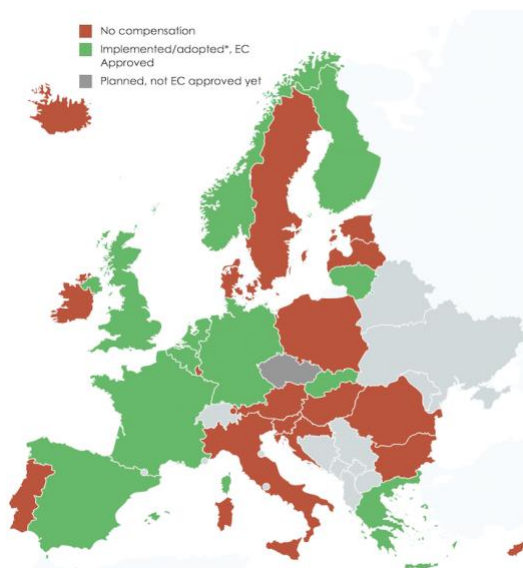 No compensation
Implemented/adopted*, EC
Approved
Planned, not EC approved yet